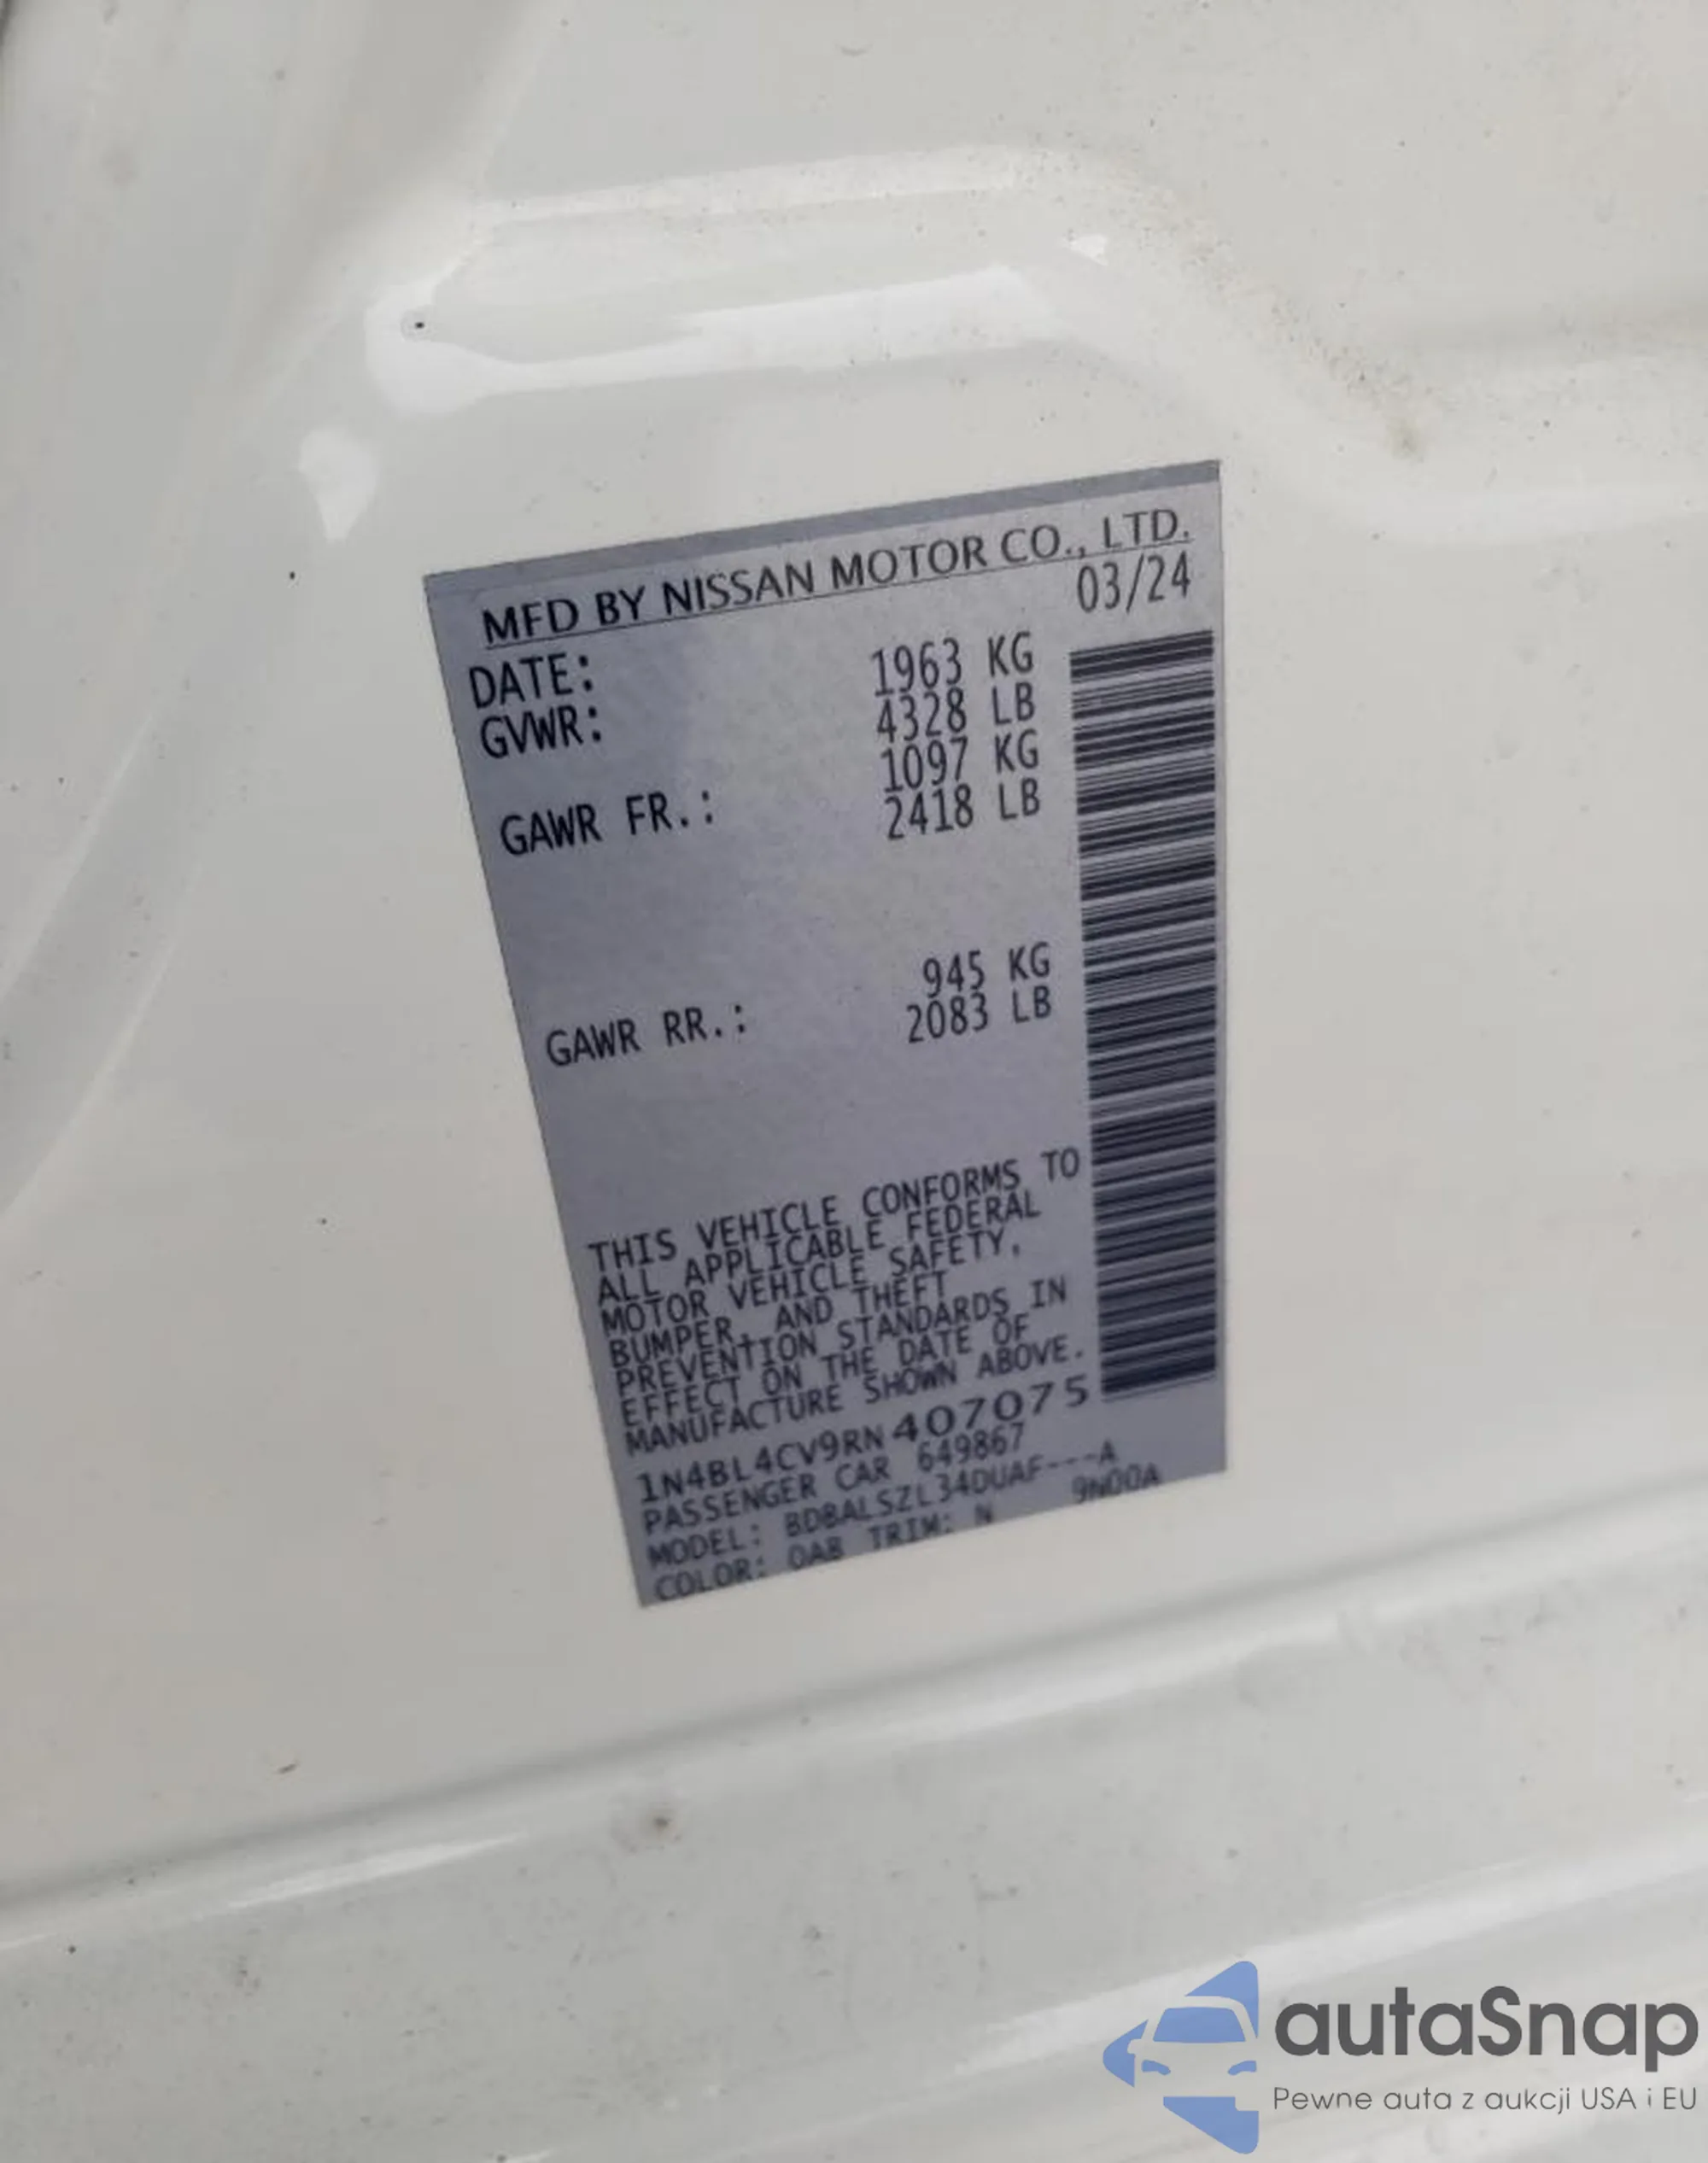 MFD BY NISSAN MOTOR CO., LTD.
DATE: 03/24
GVWR: 1963 KG
4328 LB
GAWR FR.: 1097 KG
2418 LB
GAWR RR.: 945 KG
2083 LB
THIS VEHICLE CONFORMS TO
ALL APPLICABLE FEDERAL
MOTOR VEHICLE SAFETY,
BUMPER, AND THEFT
PREVENTION STANDARDS IN
EFFECT ON THE DATE OF
MANUFACTURE SHOWN ABOVE.
1N4BL4CV9RN407075
PASSENGER CAR 649867
MODEL: BDBALSZL34DUAF---A
COLOR: QAB TRIM: N 9N00A
autaSnap
Pewne auta z aukcji USA i EU